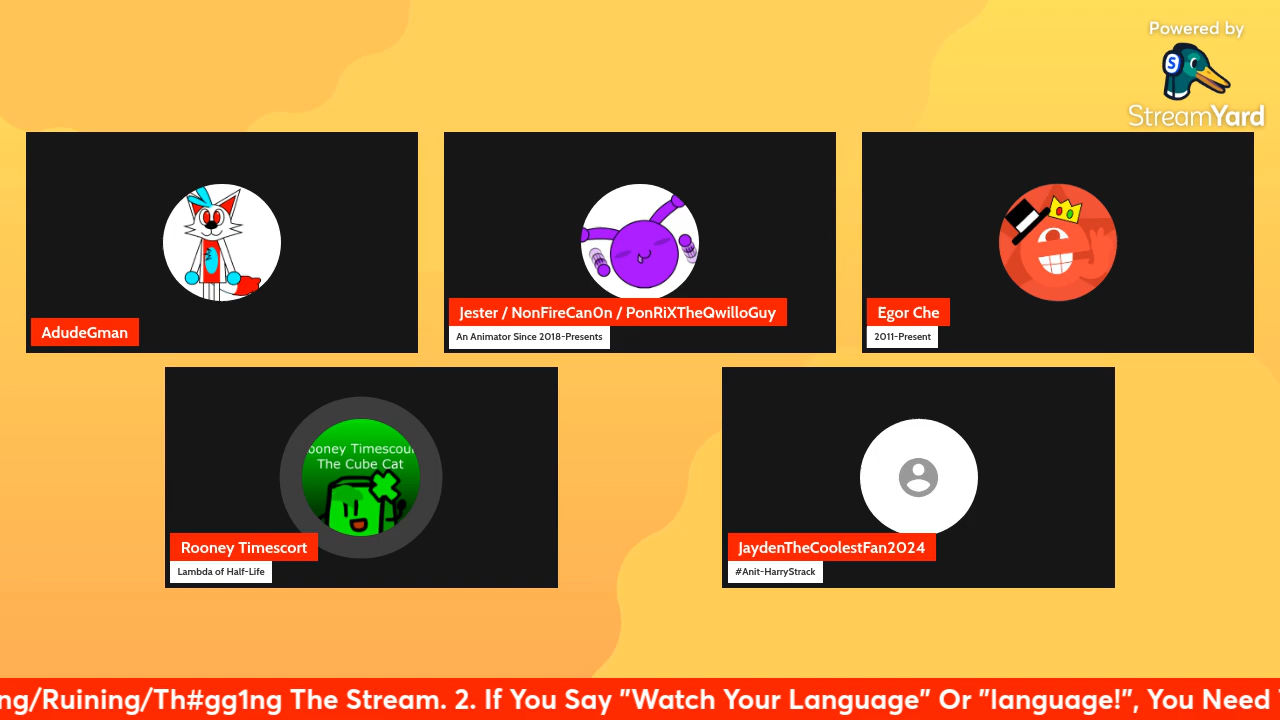 Powered by
StreamYard
AdudeGman
Jester / NonFireCan0n / PonRiXTheQwilloGuy
An Animator Since 2018-Presents
Egor Che
2011-Present
ooney Timescou
The Cube Cat
Rooney Timescort
Lambda of Half-Life
JaydenTheCoolestFan2024
#Anit-HarryStrack
ng/Ruining/Th#gg1ng The Stream. 2. If You Say "Watch Your Language" Or "language!", You Need